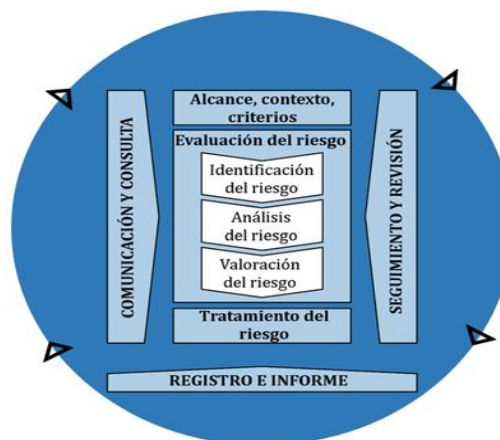 Alcance, contexto,
criterios
Evaluación del riesgo
Identificación
del riesgo
Análisis
del riesgo
Valoración
del riesgo
Tratamiento del
riesgo
COMUNICACIÓN Y CONSULTA
SEGUIMIENTO Y REVISIÓN
REGISTRO E INFORME